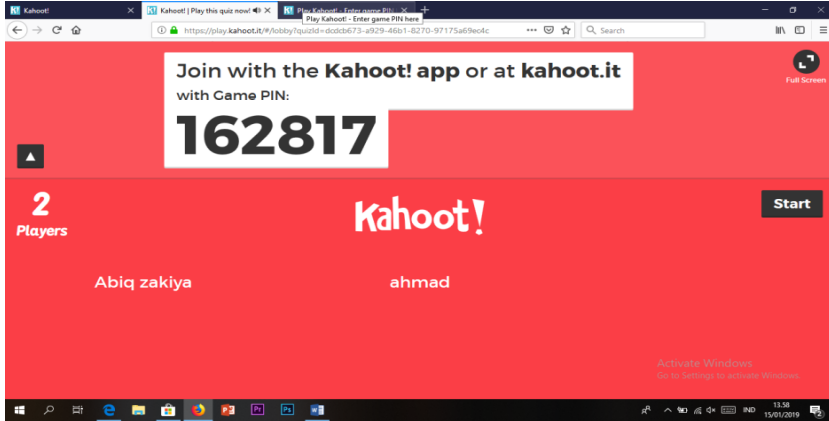 Kahoot!
Kahoot! | Play this quiz now!
Play Kahoot! - Enter game PIN
Play Kahoot! - Enter game PIN here
https://play.kahoot.it/#/lobby?quizId=dcdcb673-a929-46b1-8270-97175a69ec4c
Search
Join with the Kahoot! app or at kahoot.it
with Game PIN:
162817
Full Screen
2
Players
Kahoot!
Start
Abiq zakiya
ahmad
Activate Windows
Go to Settings to activate Windows.
IND
13.58
15/01/2019